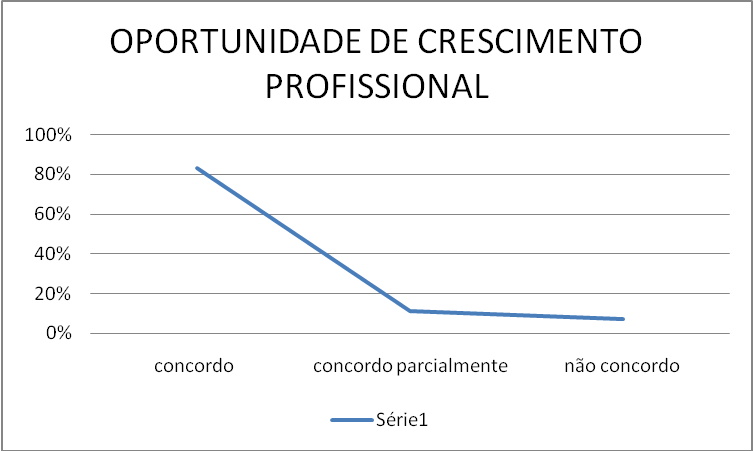 OPORTUNIDADE DE CRESCIMENTO
PROFISSIONAL
100%
80%
60%
40%
20%
0%
concordo concordo parcialmente não concordo
Série1